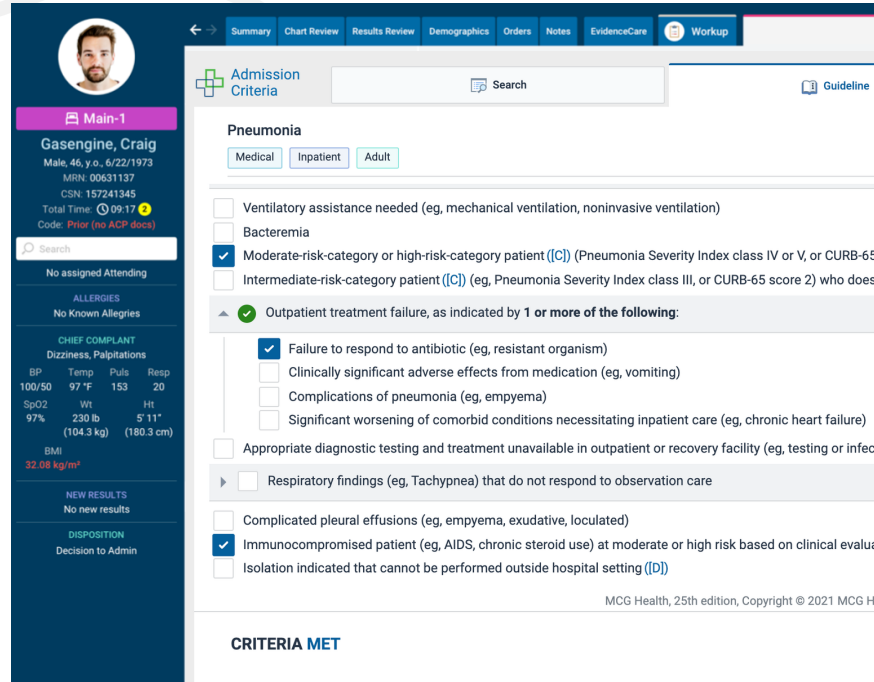 Summary Chart Review Results Review Demographics Orders Notes EvidenceCare Workup
Admission
Criteria
Search
Guideline
Main-1
Gasengine, Craig
Male, 46, y.o., 6/22/1973
MRN: 00631137
CSN: 157241345
Total Time: 09:17 2
Code: Prior (no ACP docs)
Search
No assigned Attending
ALLERGIES
No Known Allegries
CHIEF COMPLANT
Dizziness, Palpitations
BP Temp Puls Resp
100/50 97 °F 153 20
SpO2 Wt Ht
97% 230 lb 5' 11"
(104.3 kg) (180.3 cm)
BMI
32.08 kg/m²
NEW RESULTS
No new results
DISPOSITION
Decision to Admin
Pneumonia
Medical Inpatient Adult
Ventilatory assistance needed (eg, mechanical ventilation, noninvasive ventilation)
Bacteremia
Moderate-risk-category or high-risk-category patient ([C]) (Pneumonia Severity Index class IV or V, or CURB-65
Intermediate-risk-category patient ([C]) (eg, Pneumonia Severity Index class III, or CURB-65 score 2) who does
Outpatient treatment failure, as indicated by 1 or more of the following:
Failure to respond to antibiotic (eg, resistant organism)
Clinically significant adverse effects from medication (eg, vomiting)
Complications of pneumonia (eg, empyema)
Significant worsening of comorbid conditions necessitating inpatient care (eg, chronic heart failure)
Appropriate diagnostic testing and treatment unavailable in outpatient or recovery facility (eg, testing or infec
Respiratory findings (eg, Tachypnea) that do not respond to observation care
Complicated pleural effusions (eg, empyema, exudative, loculated)
Immunocompromised patient (eg, AIDS, chronic steroid use) at moderate or high risk based on clinical evalua
Isolation indicated that cannot be performed outside hospital setting ([D])
MCG Health, 25th edition, Copyright © 2021 MCG H
CRITERIA MET